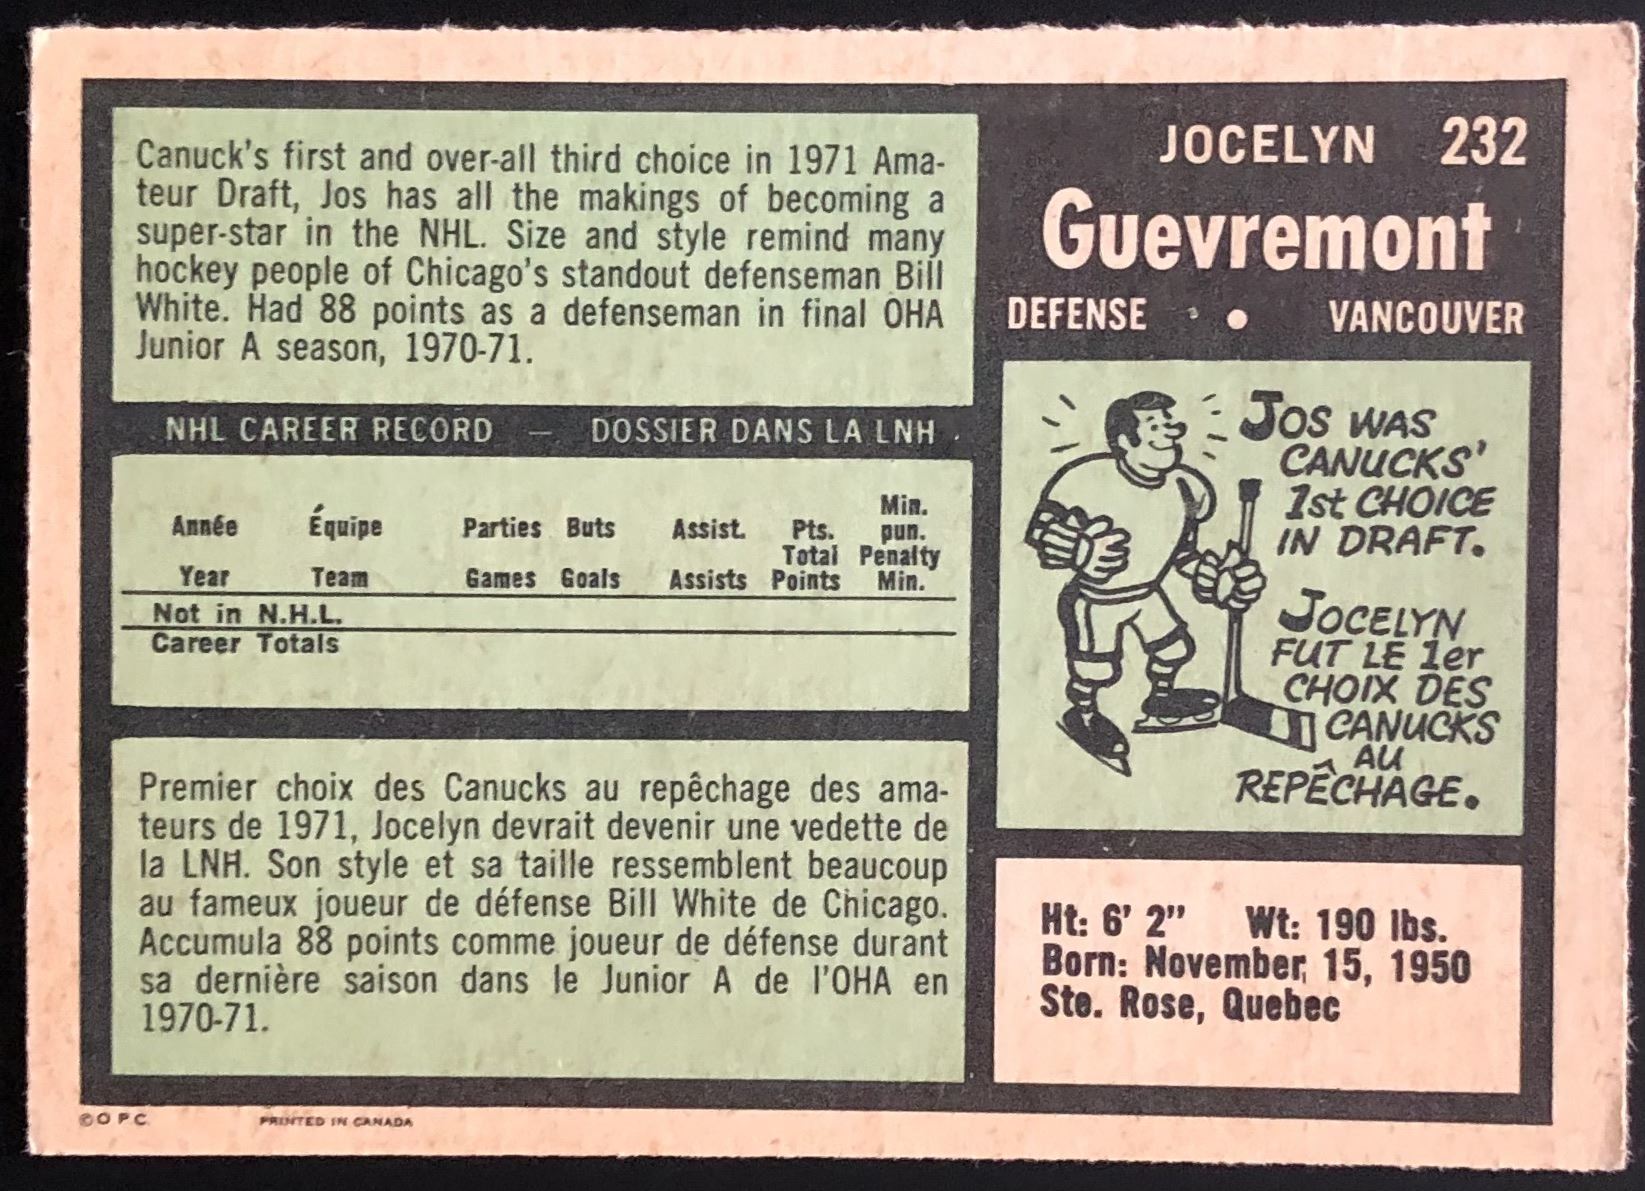 Canuck's first and over-all third choice in 1971 Ama-
teur Draft, Jos has all the makings of becoming a
super-star in the NHL. Size and style remind many
hockey people of Chicago's standout defenseman Bill
White. Had 88 points as a defenseman in final OHA
Junior A season, 1970-71.
NHL CAREER RECORD — DOSSIER DANS LA LNH
Année Équipe Parties Buts Assist. Pts. Min. pun.
Year Team Games Goals Assists Total Points Penalty Min.
Not in N.H.L.
Career Totals
Premier choix des Canucks au repêchage des ama-
teurs de 1971, Jocelyn devrait devenir une vedette de
la LNH. Son style et sa taille ressemblent beaucoup
au fameux joueur de défense Bill White de Chicago.
Accumula 88 points comme joueur de défense durant
sa dernière saison dans le Junior A de l'OHA en
1970-71.
JOCELYN 232
Guevremont
DEFENSE • VANCOUVER
JOS WAS
CANUCKS'
1st CHOICE
IN DRAFT.
JOCELYN
FUT LE 1er
CHOIX DES
CANUCKS
AU
REPÊCHAGE.
Ht: 6' 2" Wt: 190 lbs.
Born: November 15, 1950
Ste. Rose, Quebec
© O P C PRINTED IN CANADA